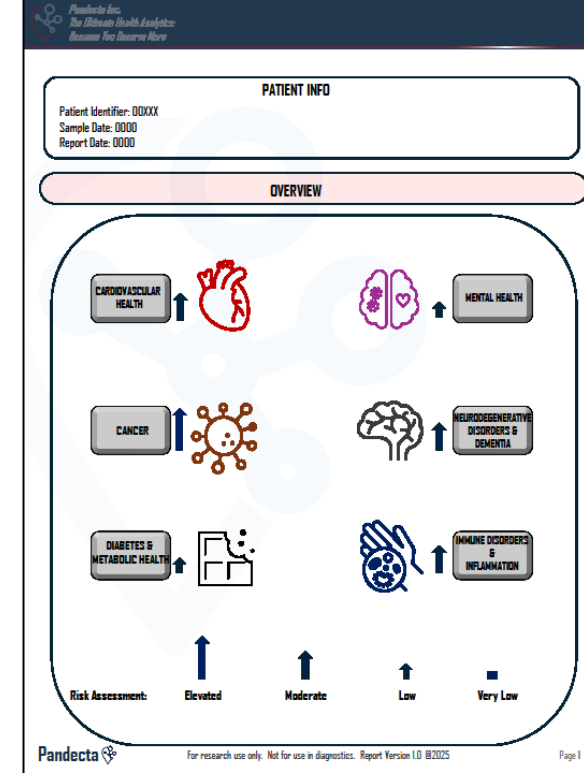 Pandecta Inc.
The Ultimate Health Analytics:
Because You Deserve More
PATIENT INFO
Patient Identifier: 00XXX
Sample Date: 0000
Report Date: 0000
OVERVIEW
CARDIOVASCULAR
HEALTH
MENTAL HEALTH
CANCER
NEURODEGENERATIVE
DISORDERS &
DEMENTIA
DIABETES &
METABOLIC HEALTH
IMMUNE DISORDERS
&
INFLAMMATION
Risk Assessment: Elevated Moderate Low Very Low
Pandecta For research use only. Not for use in diagnostics. Report Version 1.0 @2025 Page 1